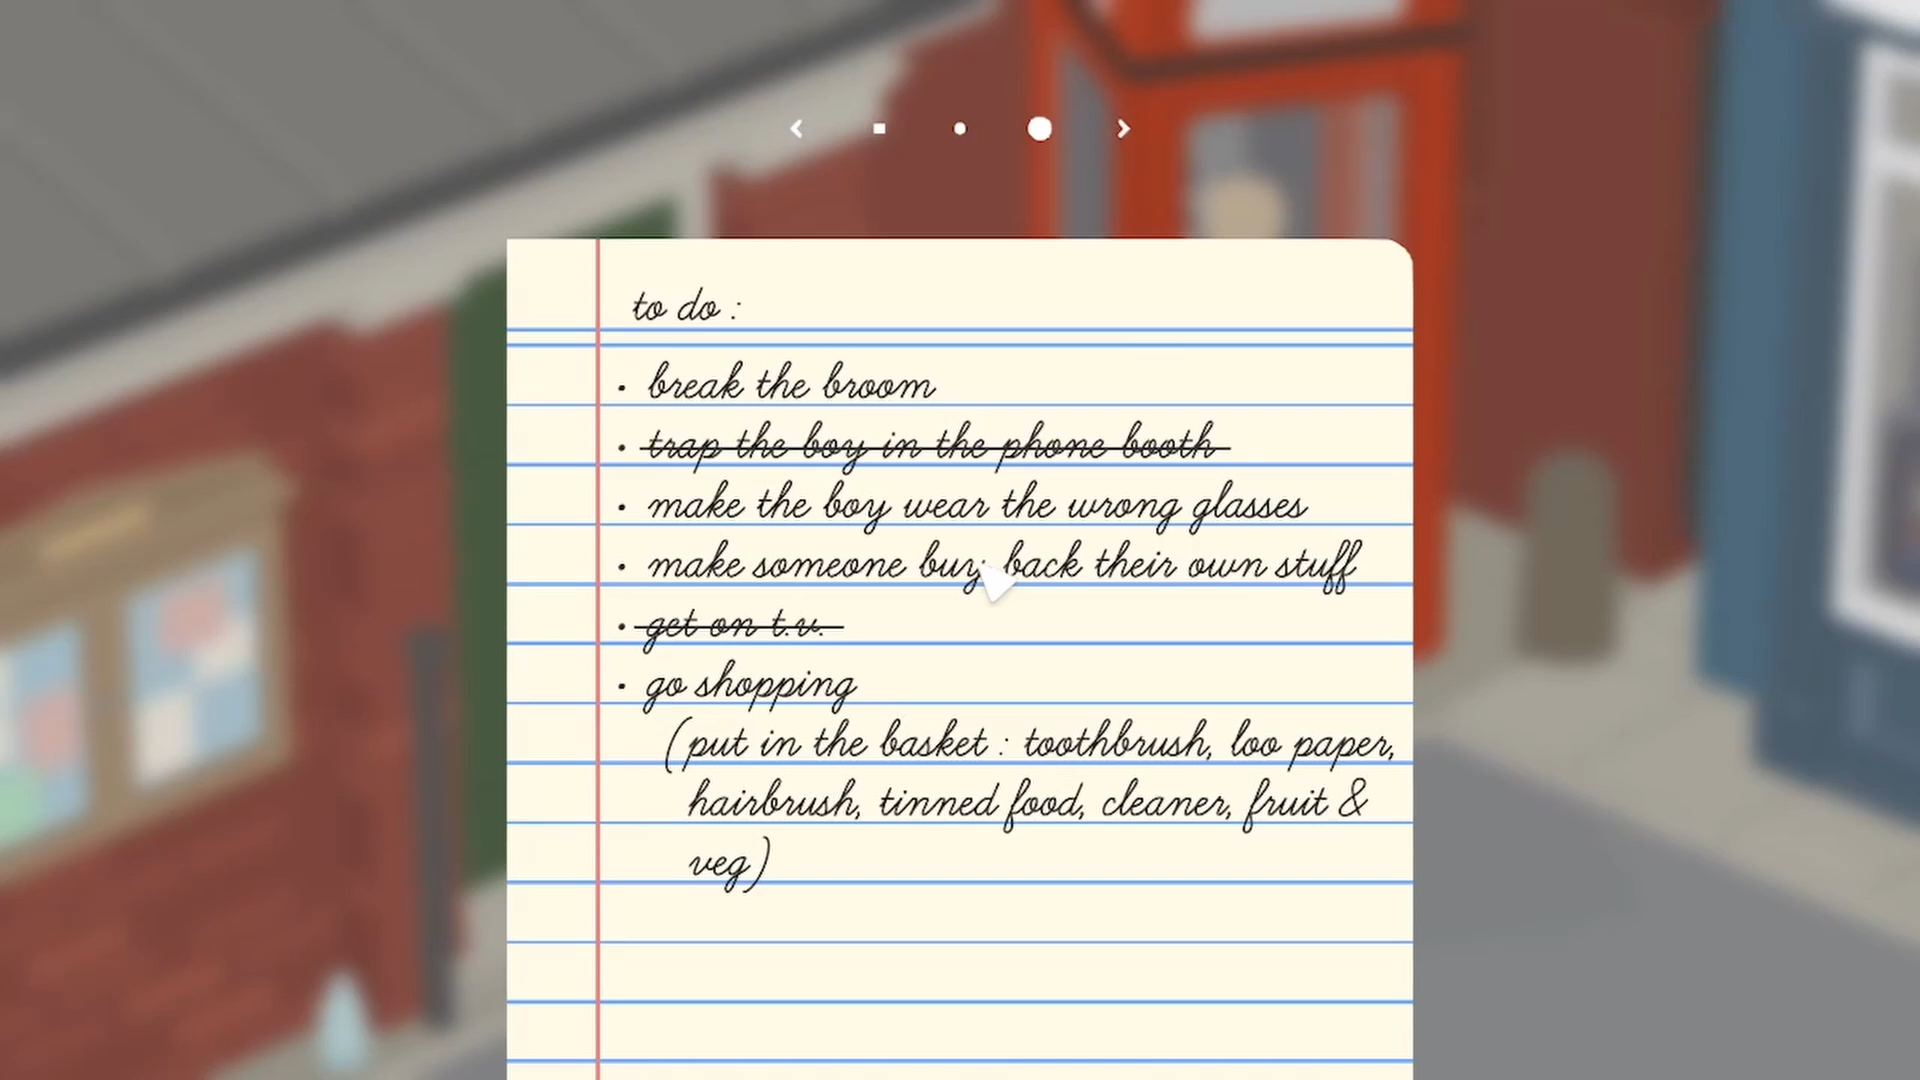 to do :
• break the broom
• trap the boy in the phone booth
• make the boy wear the wrong glasses
• make someone buy back their own stuff
• get on t.v.
• go shopping
(put in the basket : toothbrush, loo paper,
hairbrush, tinned food, cleaner, fruit &
veg)